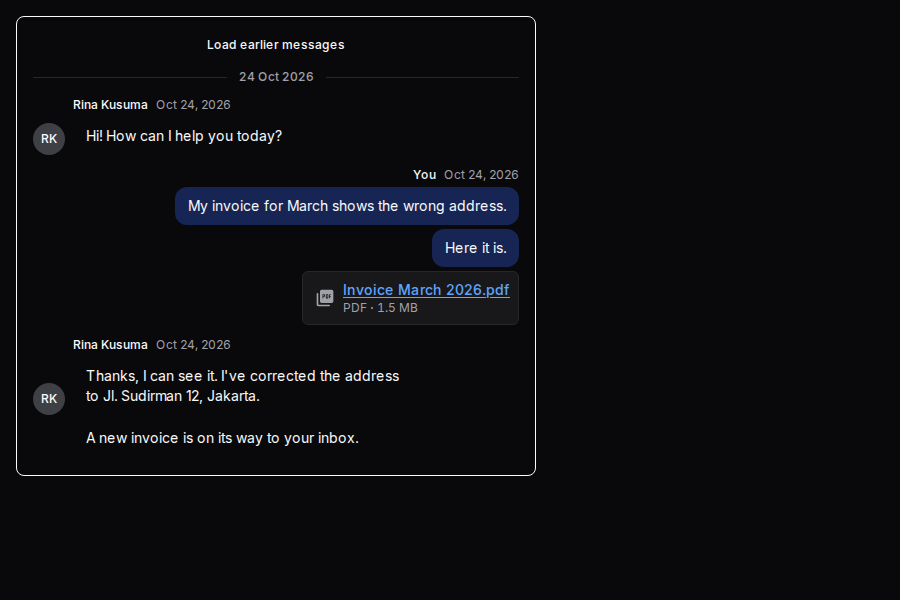 Load earlier messages
24 Oct 2026
Rina Kusuma Oct 24, 2026
RK
Hi! How can I help you today?
You Oct 24, 2026
My invoice for March shows the wrong address.
Here it is.
PDF
Invoice March 2026.pdf
PDF · 1.5 MB
Rina Kusuma Oct 24, 2026
RK
Thanks, I can see it. I've corrected the address
to Jl. Sudirman 12, Jakarta.
A new invoice is on its way to your inbox.